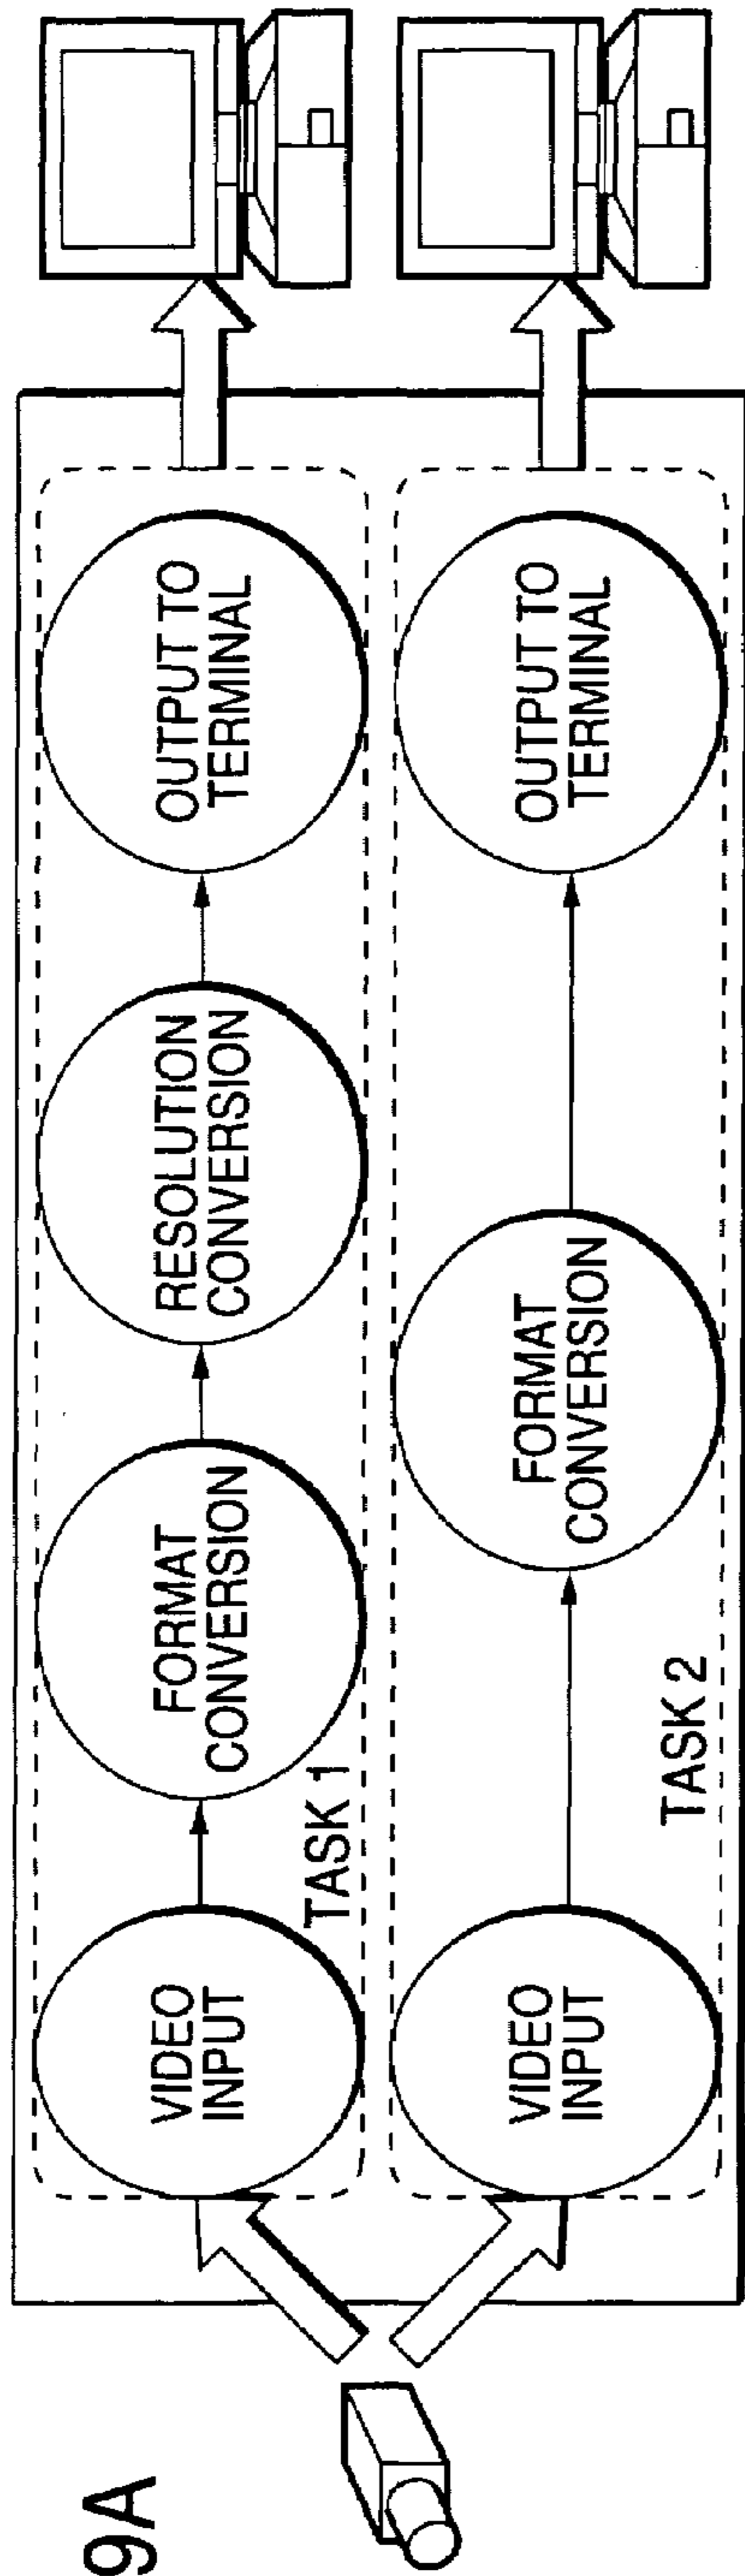 9A
VIDEO
INPUT
FORMAT
CONVERSION
RESOLUTION
CONVERSION
OUTPUT TO
TERMINAL
TASK 1
VIDEO
INPUT
FORMAT
CONVERSION
OUTPUT TO
TERMINAL
TASK 2